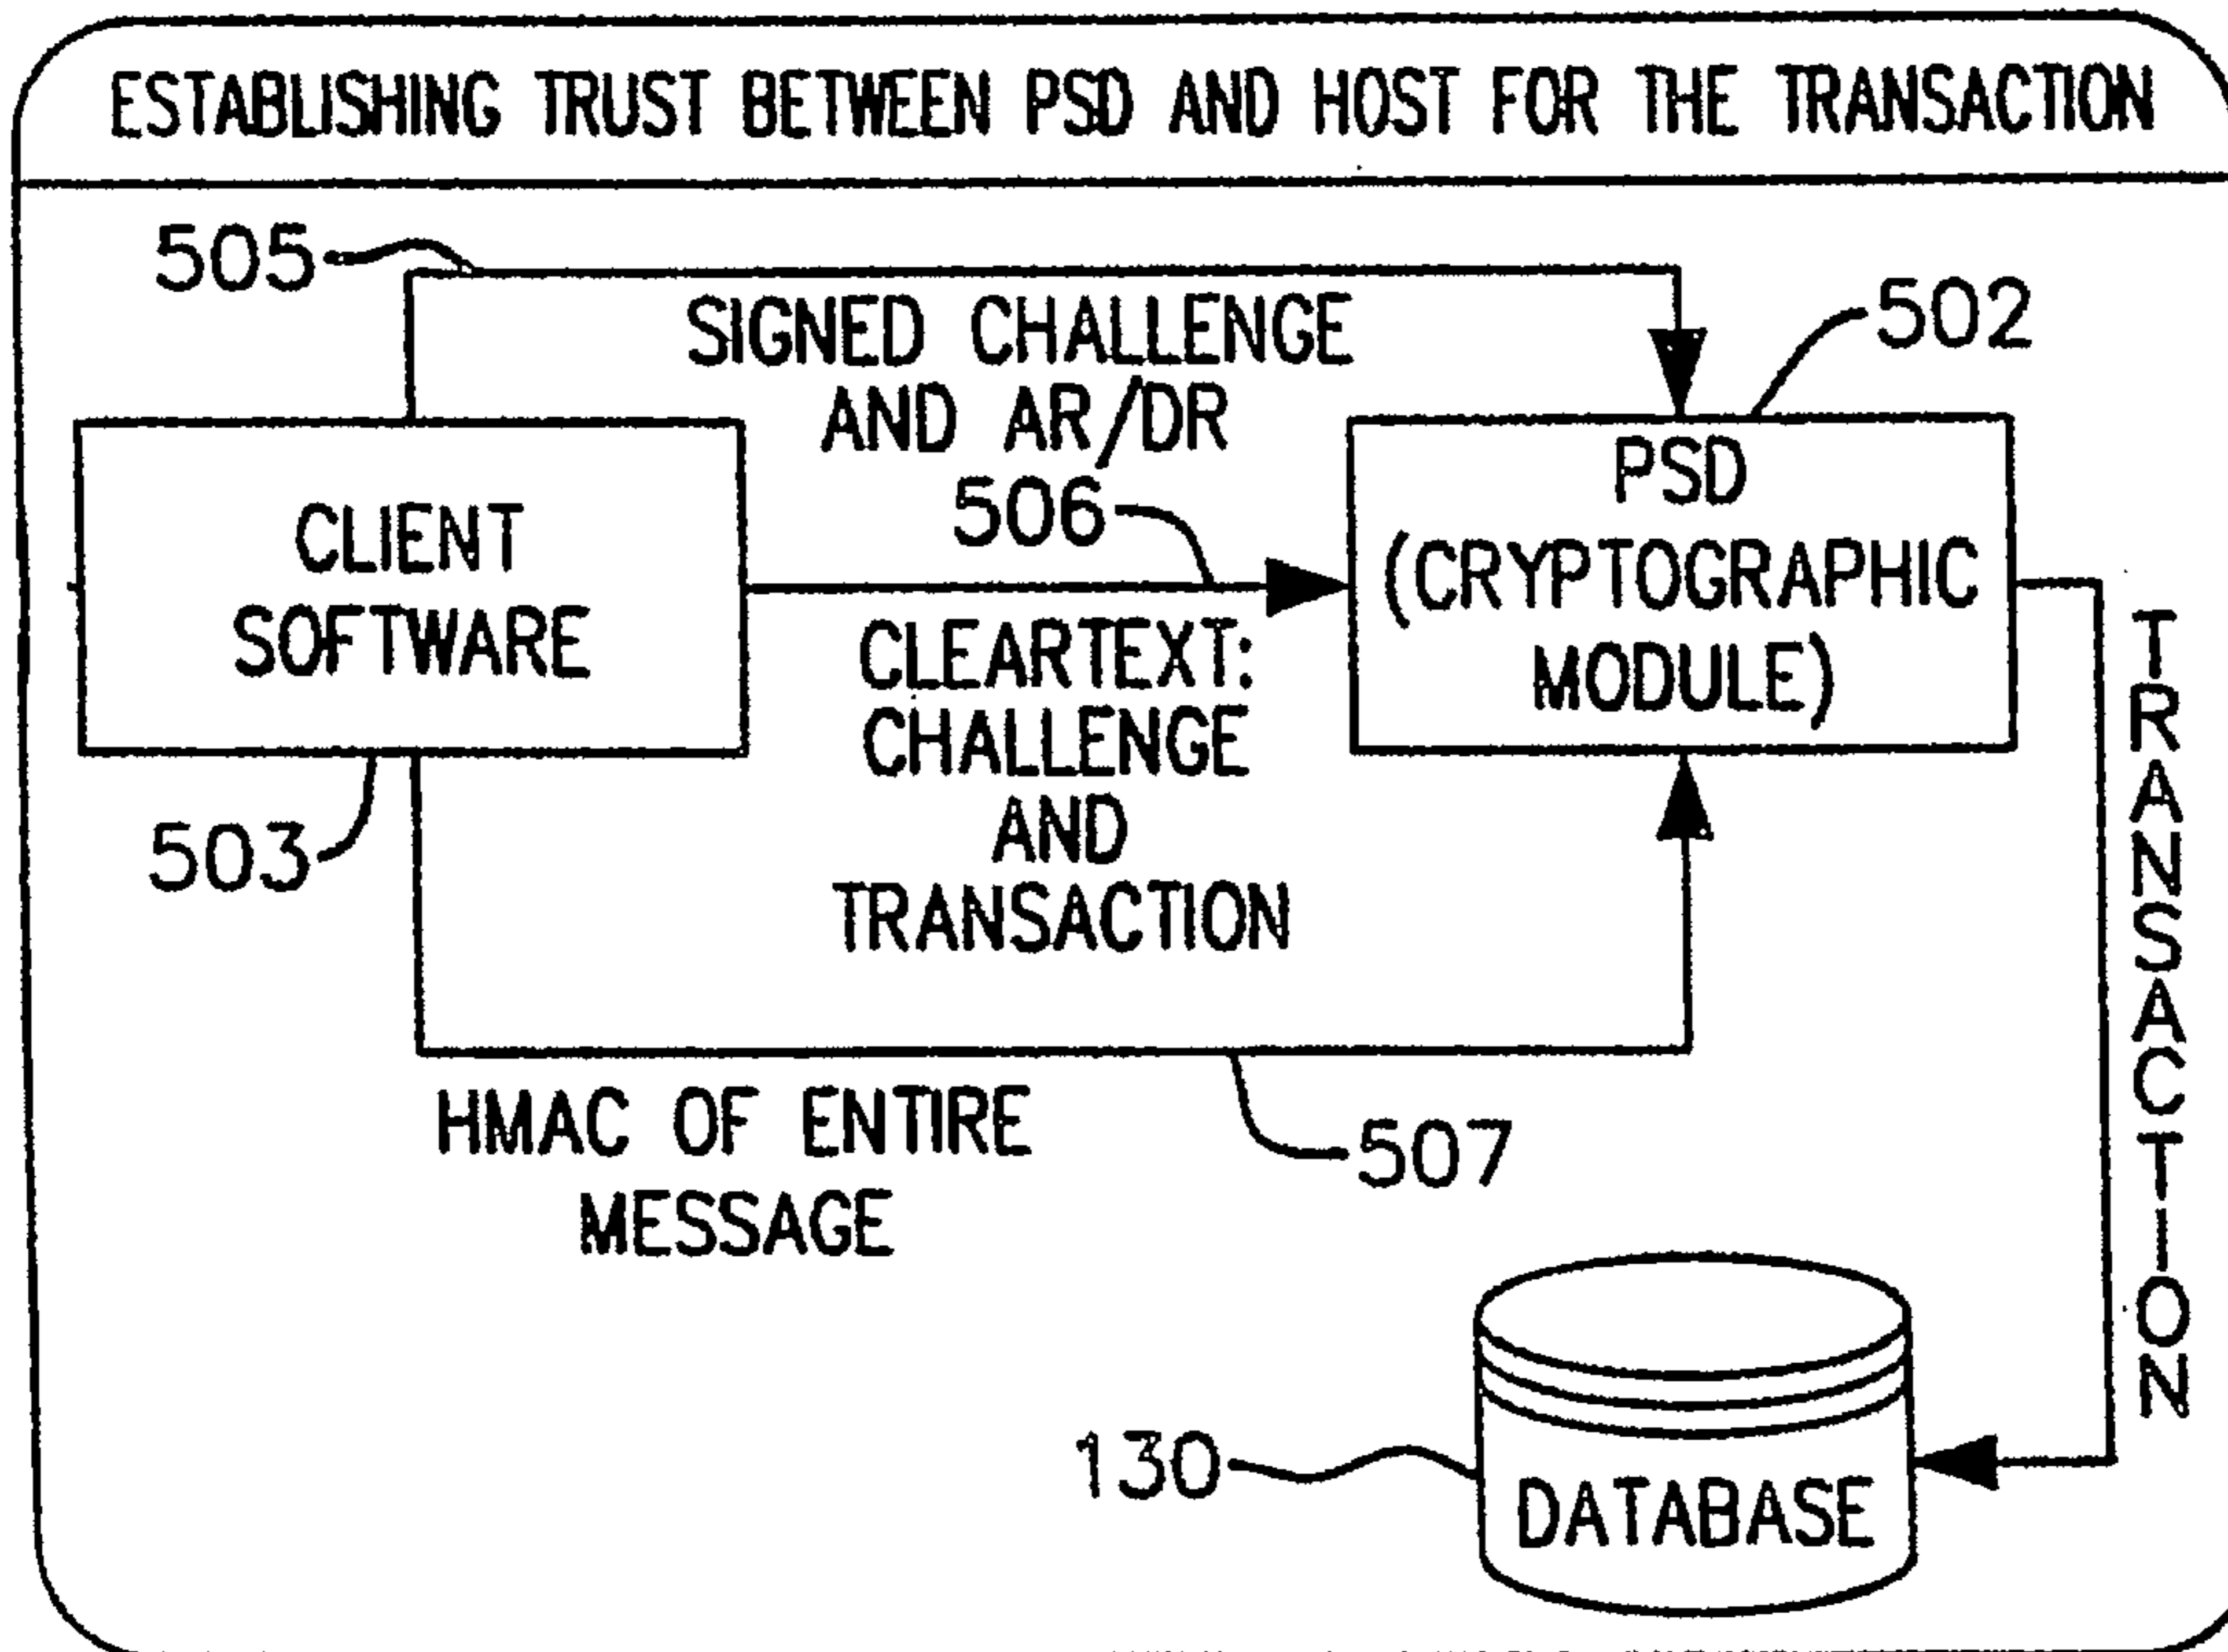 ESTABLISHING TRUST BETWEEN PSD AND HOST FOR THE TRANSACTION
505
SIGNED CHALLENGE
AND AR/DR
502
506
CLIENT
SOFTWARE
PSD
(CRYPTOGRAPHIC
MODULE)
CLEARTEXT:
CHALLENGE
AND
TRANSACTION
503
TRANSACTION
HMAC OF ENTIRE
MESSAGE
507
130
DATABASE